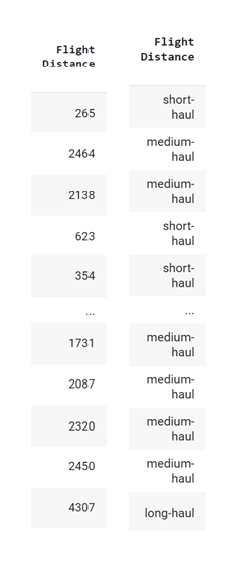 Flight
Distance
265
2464
2138
623
354
...
1731
2087
2320
2450
4307
Flight
Distance
short-
haul
medium-
haul
medium-
haul
short-
haul
short-
haul
...
medium-
haul
medium-
haul
medium-
haul
medium-
haul
long-haul